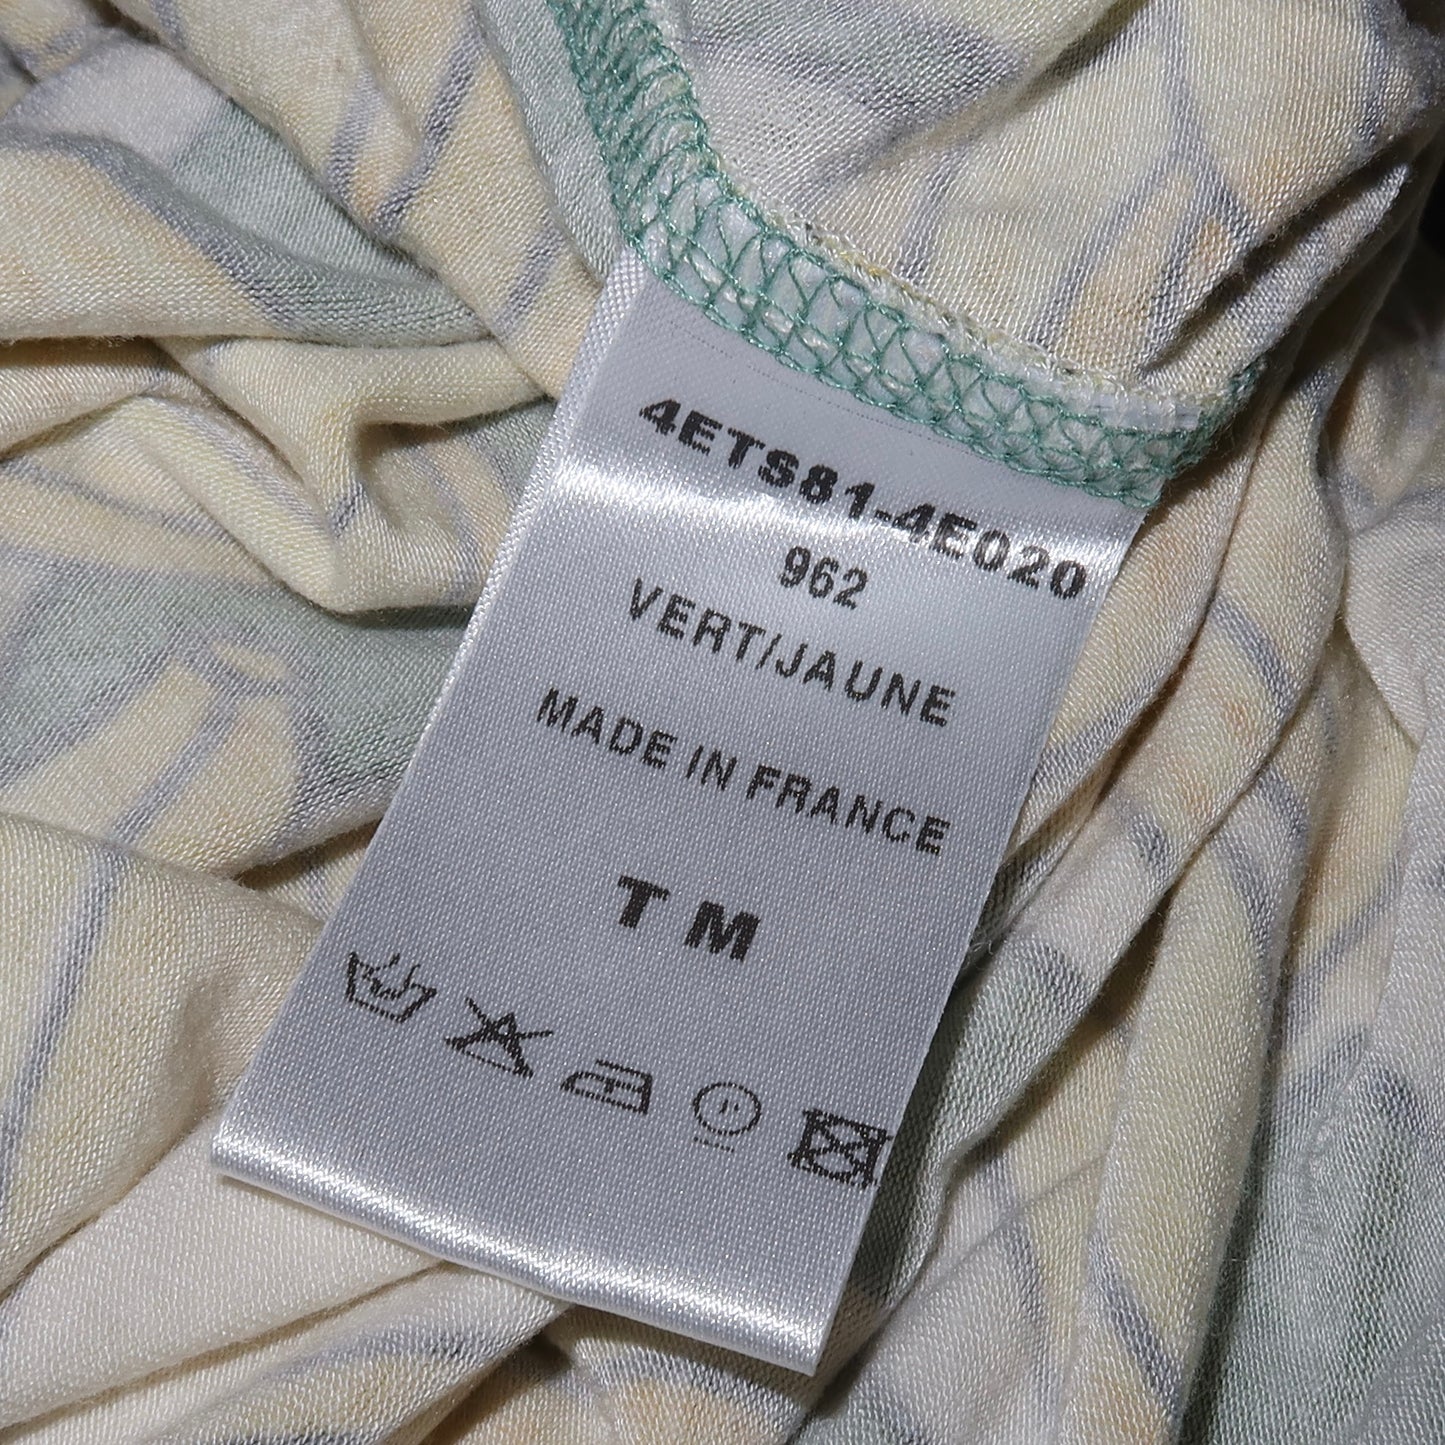 4ETS81-4E020
962
VERT/JAUNE
MADE IN FRANCE
T M